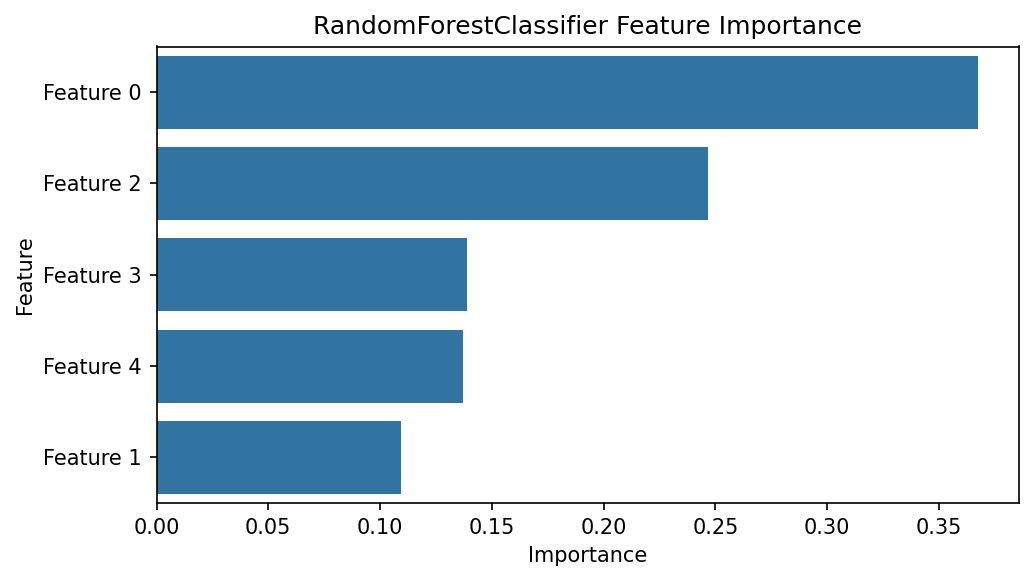 RandomForestClassifier Feature Importance
Feature
Feature 0
Feature 2
Feature 3
Feature 4
Feature 1
0.00 0.05 0.10 0.15 0.20 0.25 0.30 0.35
Importance